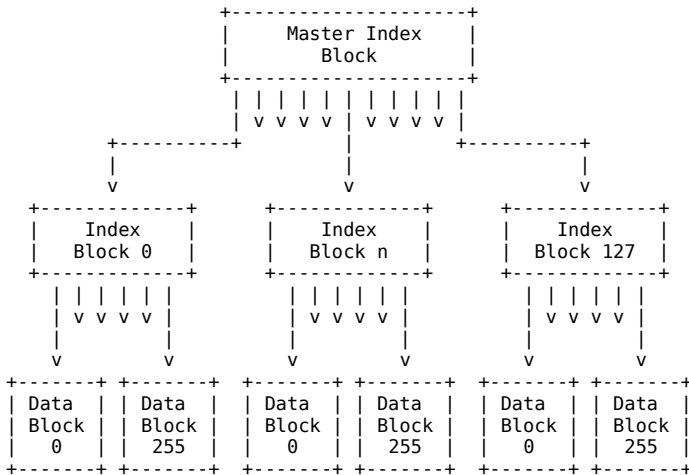 Master Index
Block
Index Index Index
Block 0 Block n Block 127
Data Data Data Data Data Data
Block Block Block Block Block Block
0 255 0 255 0 255